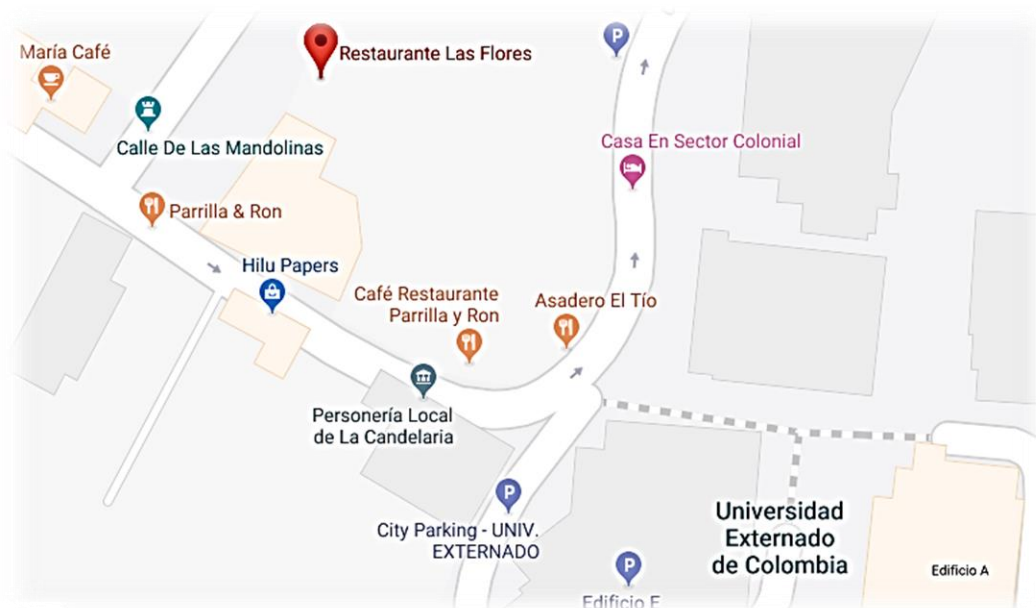 María Café
Restaurante Las Flores
P
Calle De Las Mandolinas
Casa En Sector Colonial
Parrilla & Ron
Hilu Papers
Café Restaurante
Parrilla y Ron
Asadero El Tío
Personería Local
de La Candelaria
P
City Parking - UNIV.
EXTERNADO
Universidad
Externado
de Colombia
P
Edificio A
Edificio E